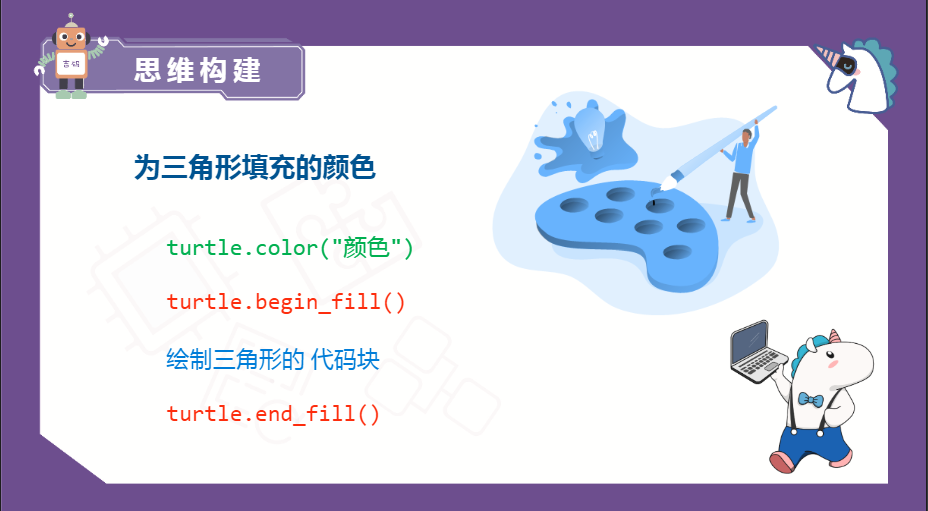 思维构建
为三角形填充的颜色
turtle.color("颜色")
turtle.begin_fill()
绘制三角形的 代码块
turtle.end_fill()